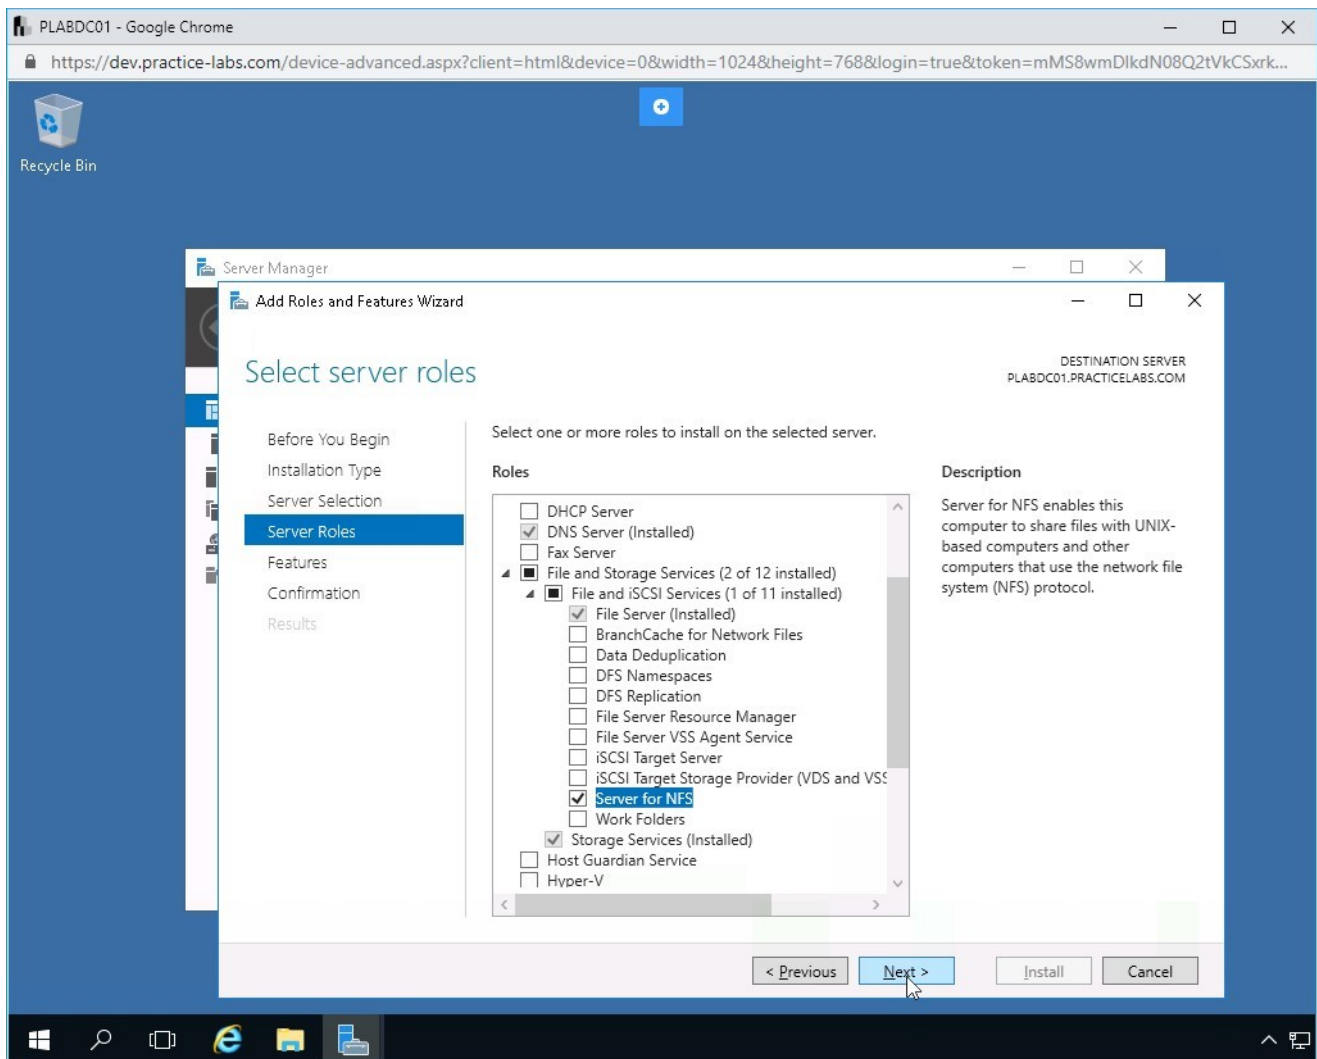 PLABDC01 - Google Chrome
https://dev.practice-labs.com/device-advanced.aspx?client=html&device=0&width=1024&height=768&login=true&token=mMS8wmDlkdN08Q2tVkCSxrk...
Recycle Bin
Server Manager
Add Roles and Features Wizard
Select server roles
DESTINATION SERVER
PLABDC01.PRACTICELABS.COM
Before You Begin
Installation Type
Server Selection
Server Roles
Features
Confirmation
Results
Select one or more roles to install on the selected server.
Roles
DHCP Server
DNS Server (Installed)
Fax Server
File and Storage Services (2 of 12 installed)
File and iSCSI Services (1 of 11 installed)
File Server (Installed)
BranchCache for Network Files
Data Deduplication
DFS Namespaces
DFS Replication
File Server Resource Manager
File Server VSS Agent Service
iSCSI Target Server
iSCSI Target Storage Provider (VDS and VSS
Server for NFS
Work Folders
Storage Services (Installed)
Host Guardian Service
Hyper-V
Description
Server for NFS enables this
computer to share files with UNIX-
based computers and other
computers that use the network file
system (NFS) protocol.
< Previous
Next >
Install
Cancel